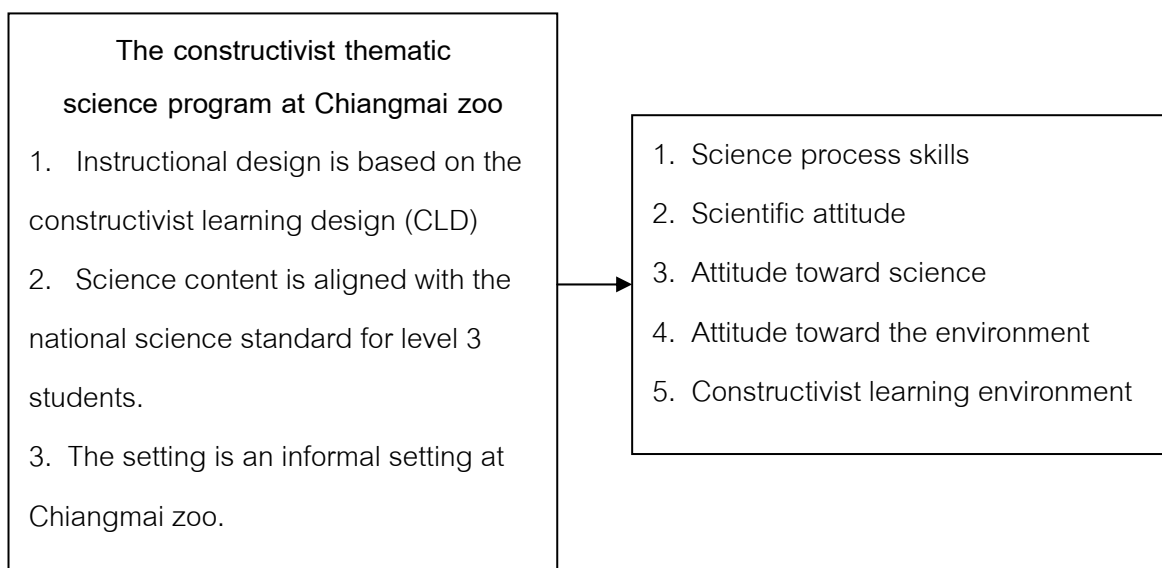 The constructivist thematic
science program at Chiangmai zoo
1. Instructional design is based on the
constructivist learning design (CLD)
2. Science content is aligned with the
national science standard for level 3
students.
3. The setting is an informal setting at
Chiangmai zoo.
1. Science process skills
2. Scientific attitude
3. Attitude toward science
4. Attitude toward the environment
5. Constructivist learning environment